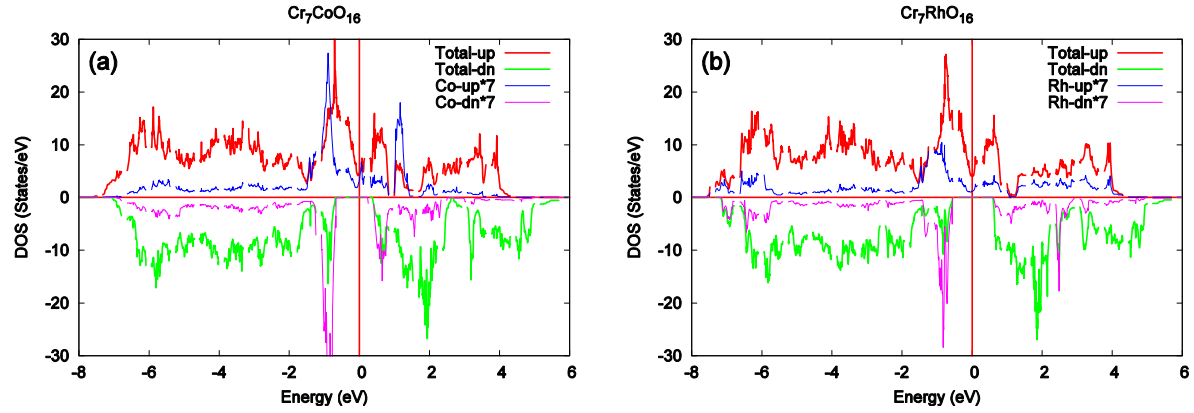 Cr₇CoO₁₆
(a)
Total-up
Total-dn
Co-up*7
Co-dn*7
30
20
10
0
-10
-20
-30
DOS (States/eV)
-8 -6 -4 -2 0 2 4 6
Energy (eV)
Cr₇RhO₁₆
(b)
Total-up
Total-dn
Rh-up*7
Rh-dn*7
30
20
10
0
-10
-20
-30
DOS (States/eV)
-8 -6 -4 -2 0 2 4 6
Energy (eV)